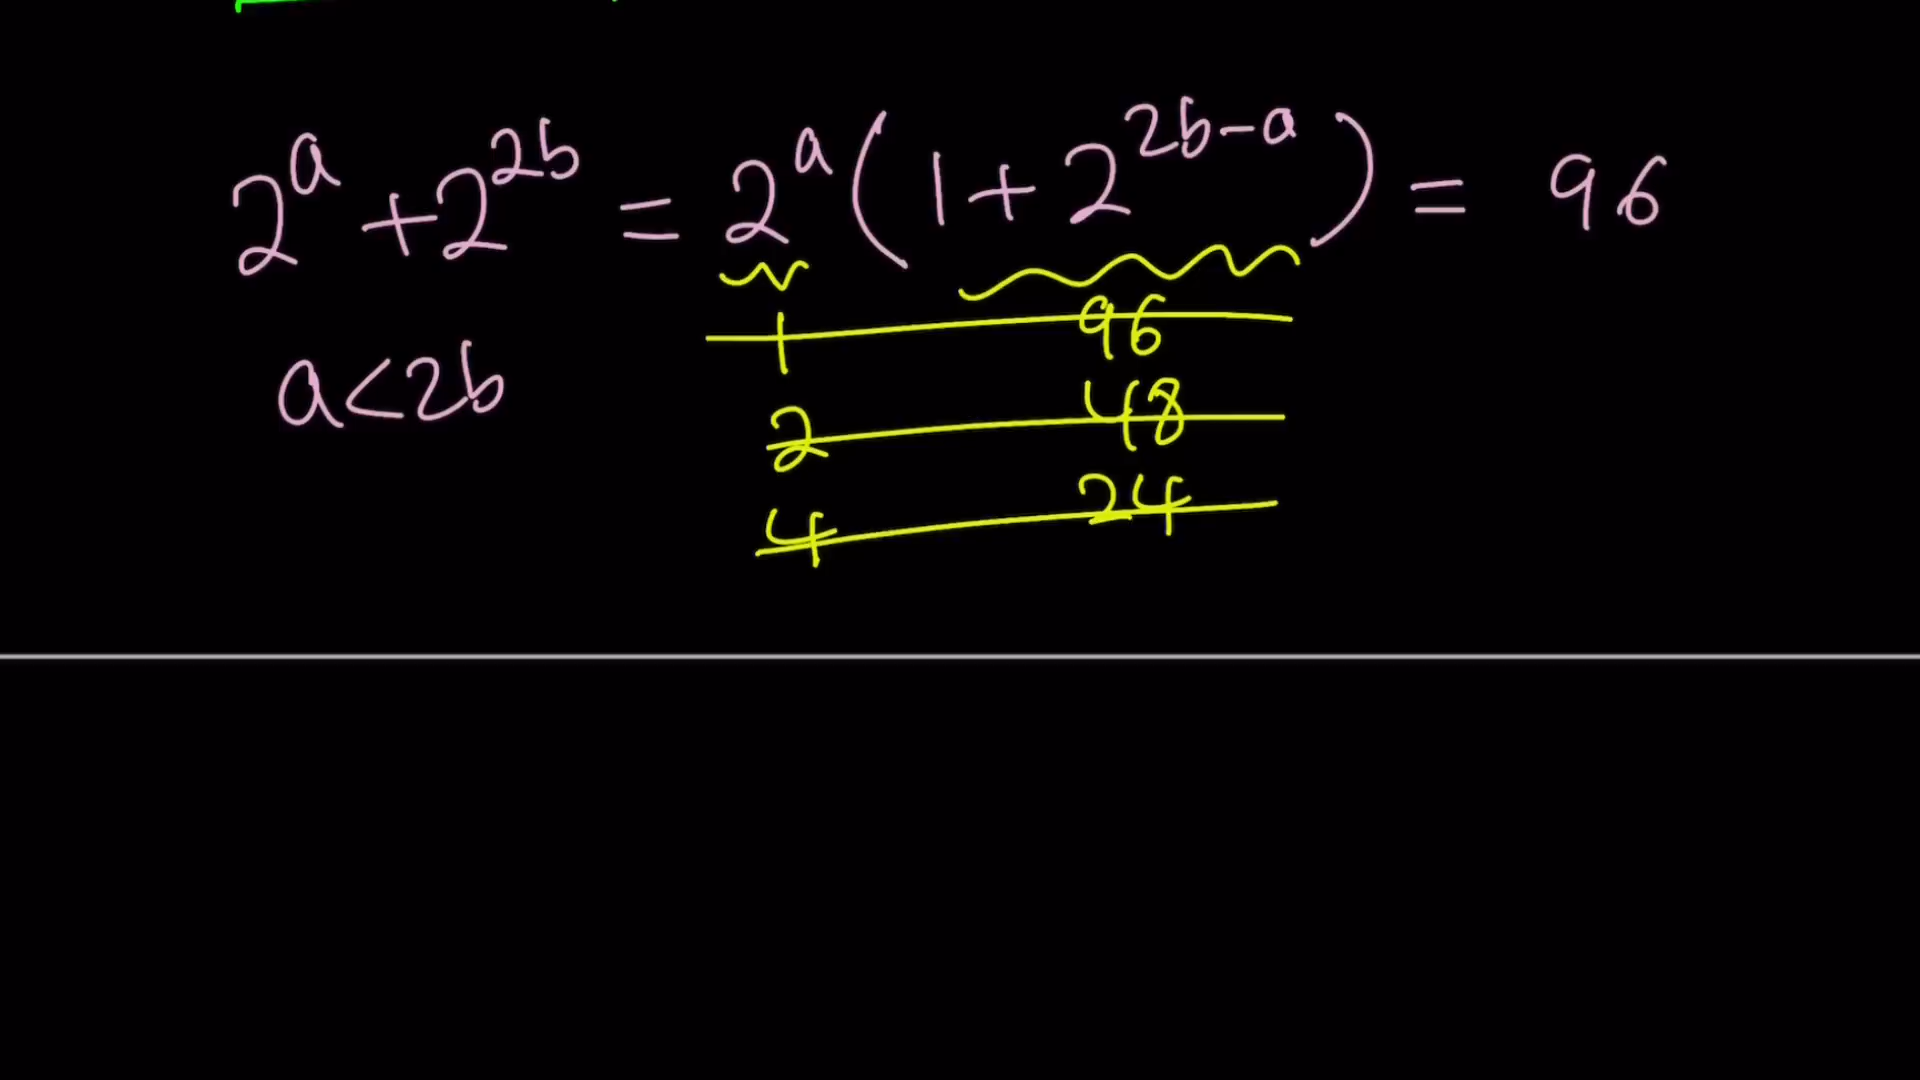 2^a + 2^{2b} = 2^a (1 + 2^{2b-a}) = 96
a < 2b
1 96
2 48
4 24